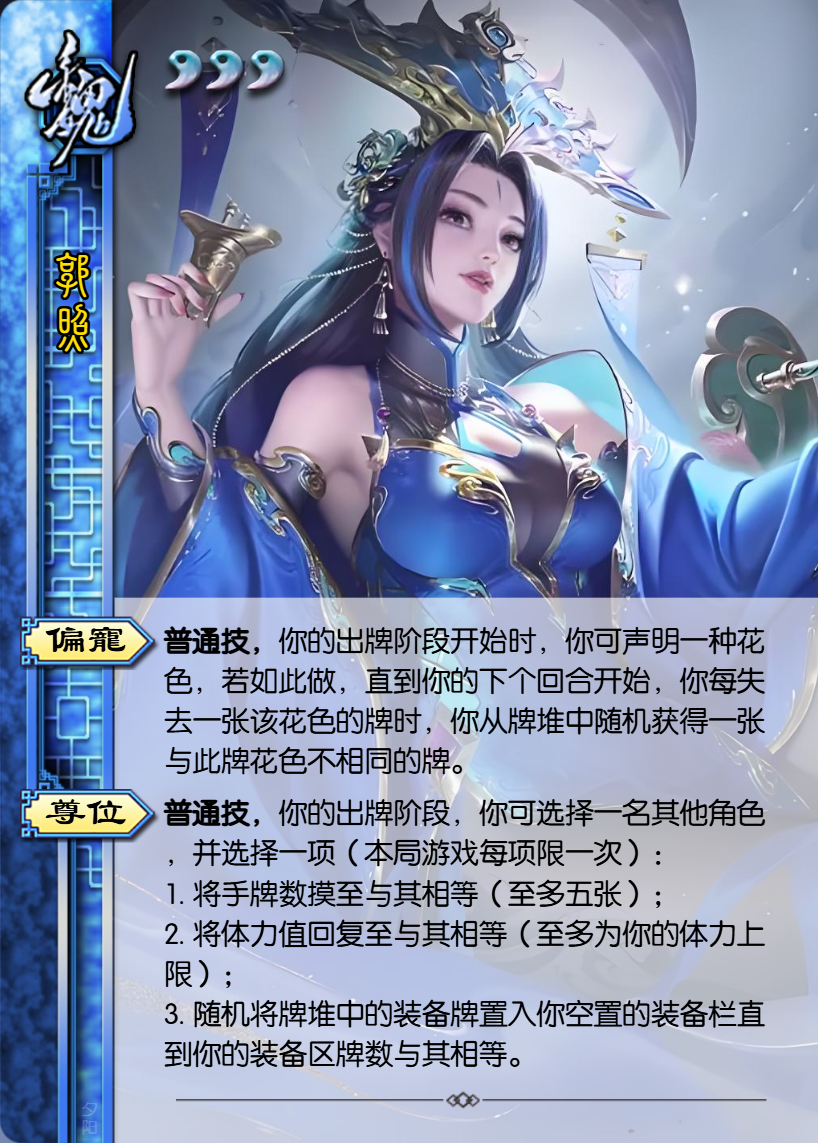 魏
郭照
偏寵
普通技，你的出牌阶段开始时，你可声明一种花
色，若如此做，直到你的下个回合开始，你每失
去一张该花色的牌时，你从牌堆中随机获得一张
与此牌花色不相同的牌。
尊位
普通技，你的出牌阶段，你可选择一名其他角色
，并选择一项（本局游戏每项限一次）：
1. 将手牌数摸至与其相等（至多五张）；
2. 将体力值回复至与其相等（至多为你的体力上
限）；
3. 随机将牌堆中的装备牌置入你空置的装备栏直
到你的装备区牌数与其相等。
夕阳